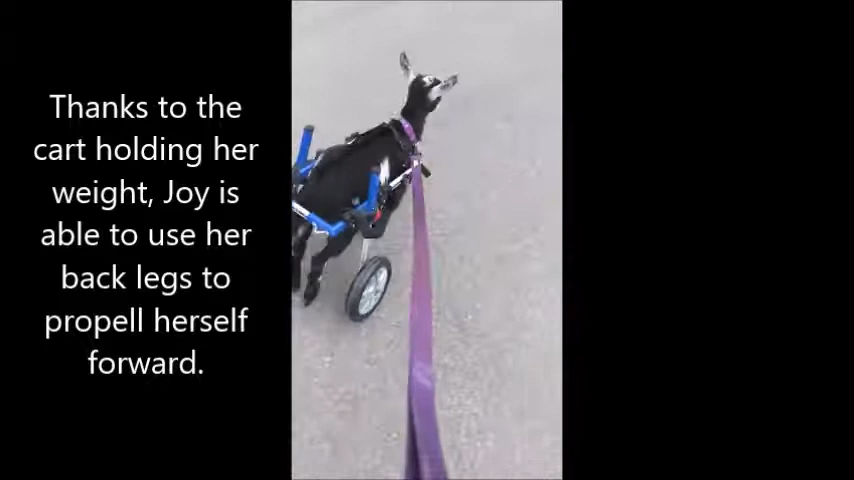 Thanks to the
cart holding her
weight, Joy is
able to use her
back legs to
propell herself
forward.